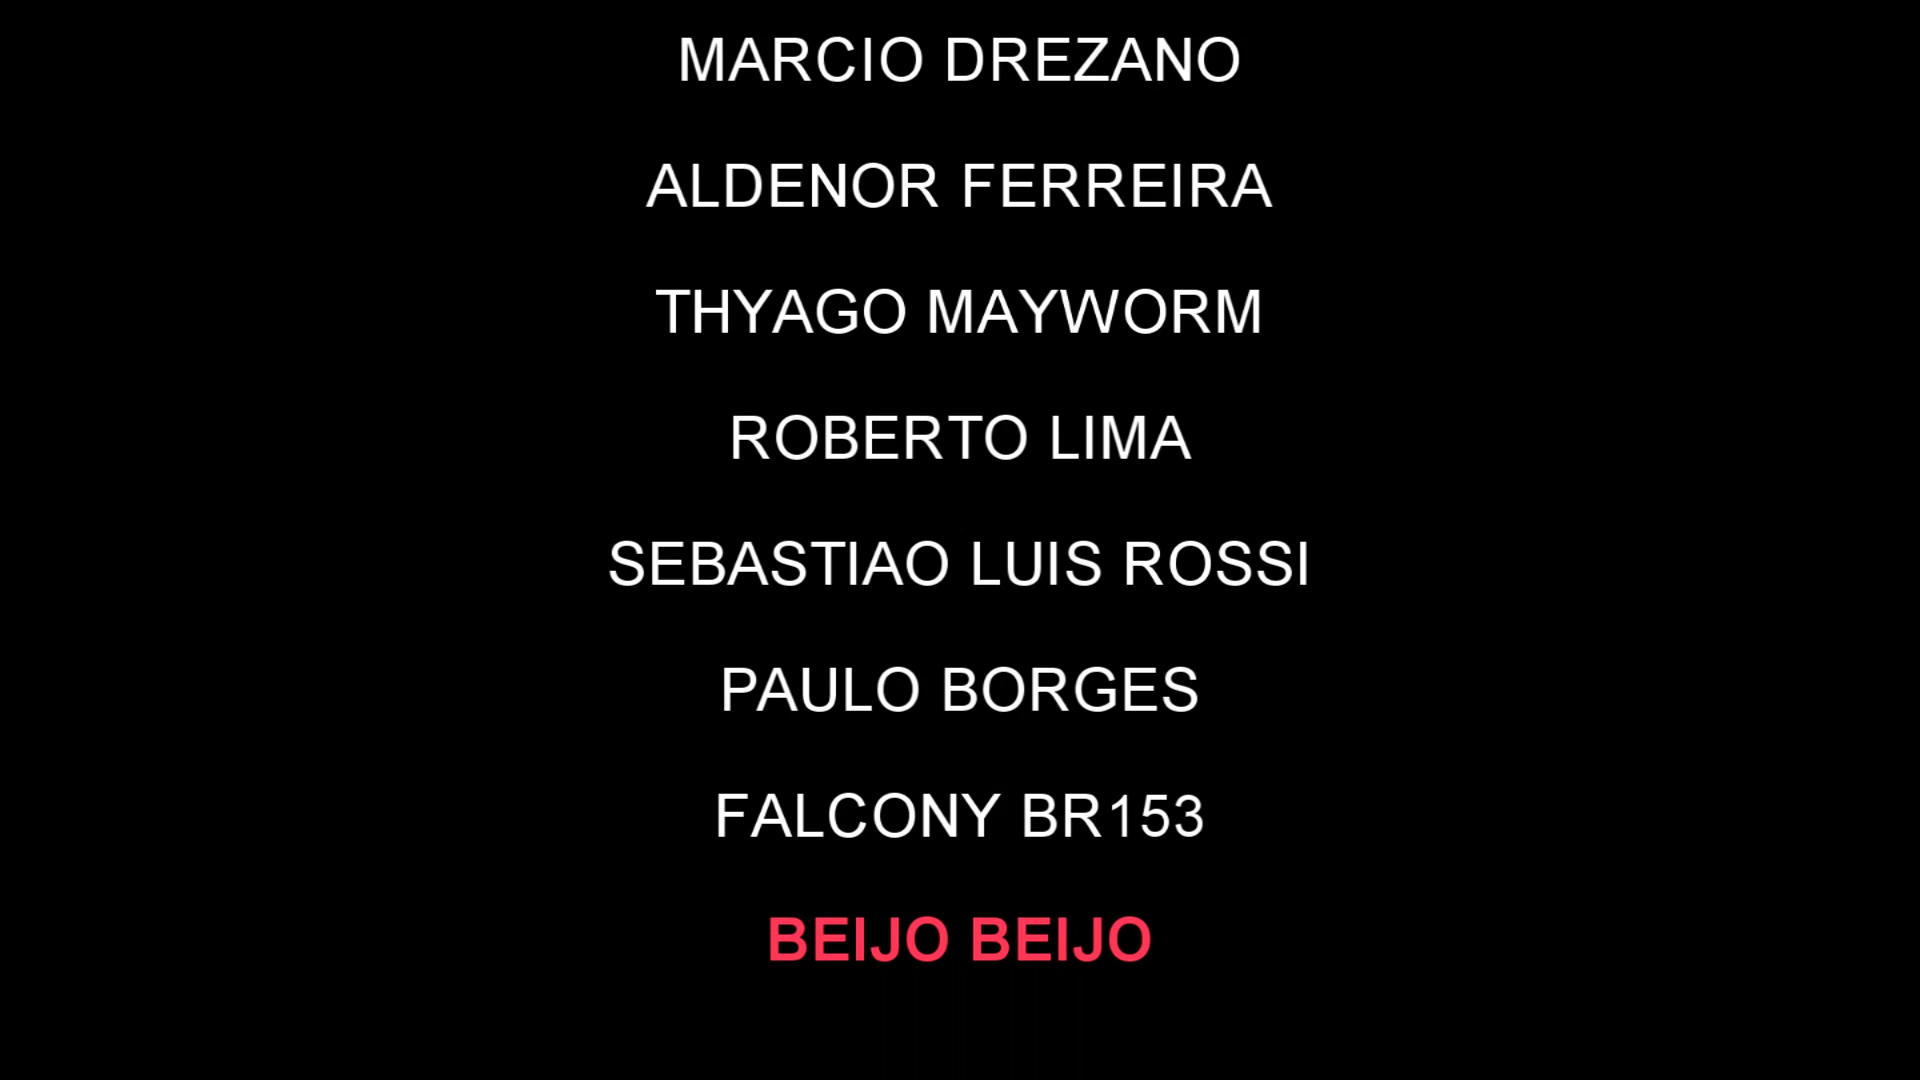 MARCIO DREZANO
ALDENOR FERREIRA
THYAGO MAYWORM
ROBERTO LIMA
SEBASTIAO LUIS ROSSI
PAULO BORGES
FALCONY BR153
BEIJO BEIJO